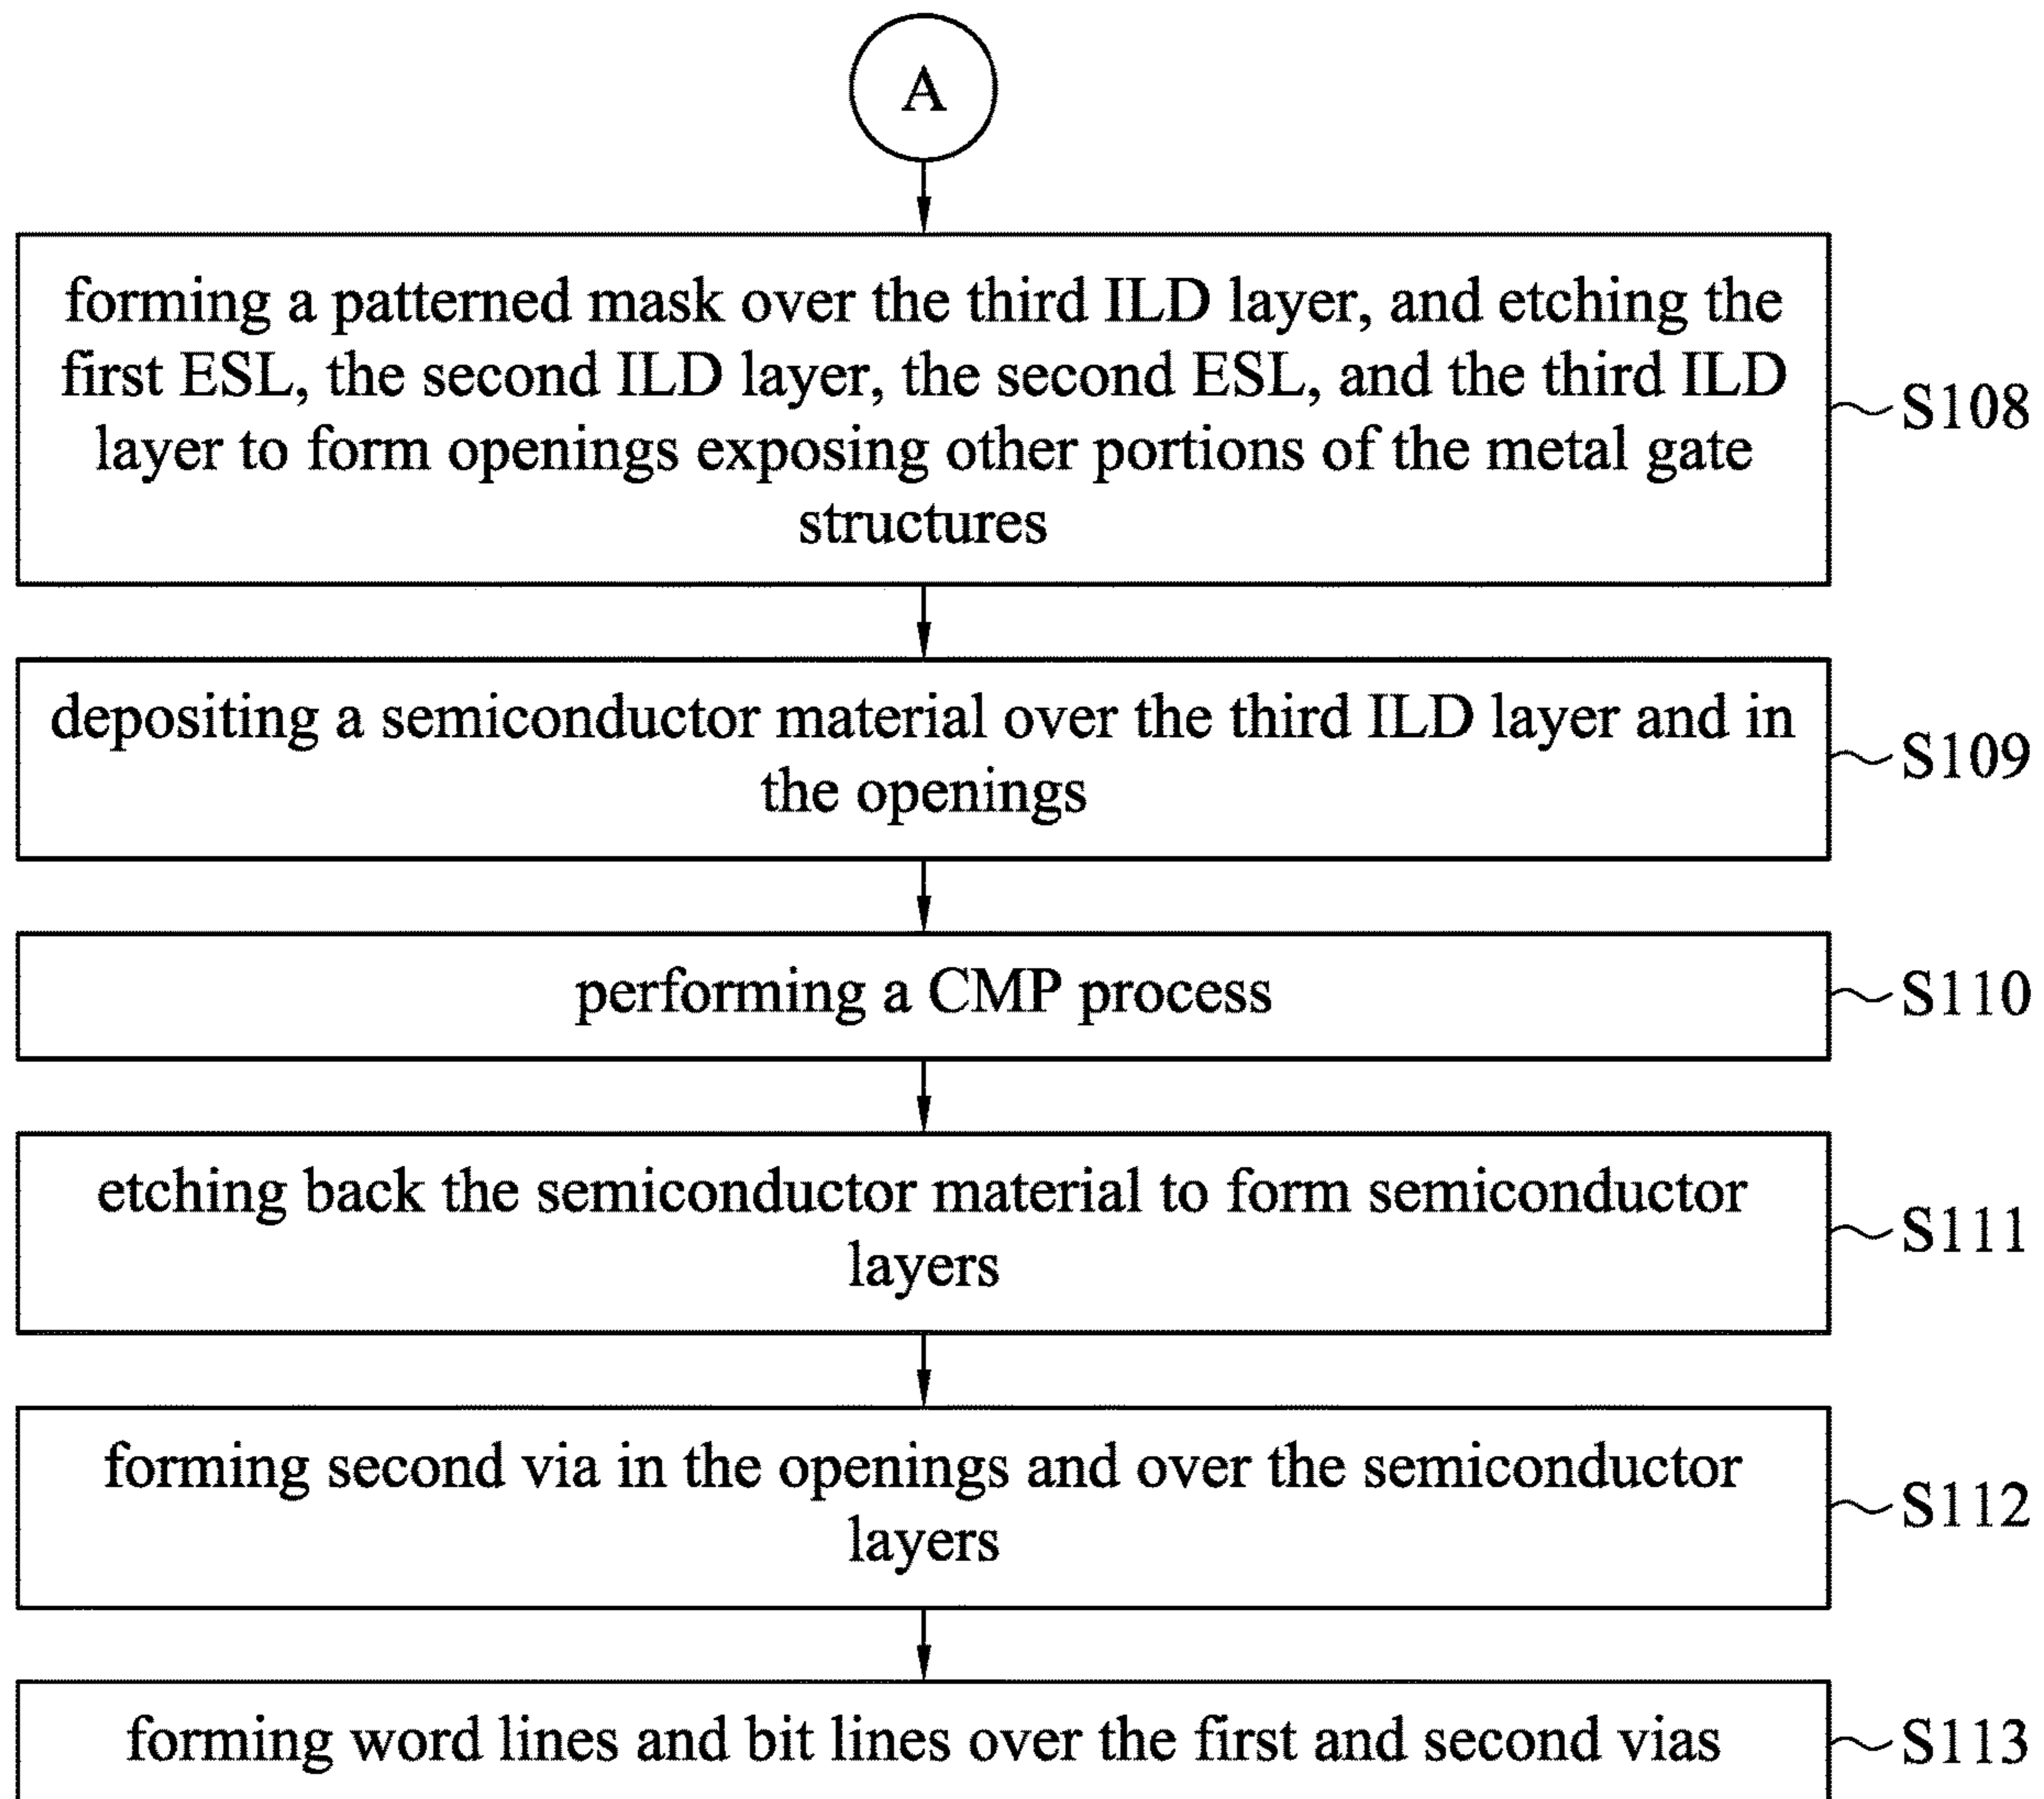 A
forming a patterned mask over the third ILD layer, and etching the
first ESL, the second ILD layer, the second ESL, and the third ILD
layer to form openings exposing other portions of the metal gate
structures
S108
depositing a semiconductor material over the third ILD layer and in
the openings
S109
performing a CMP process
S110
etching back the semiconductor material to form semiconductor
layers
S111
forming second via in the openings and over the semiconductor
layers
S112
forming word lines and bit lines over the first and second vias
S113